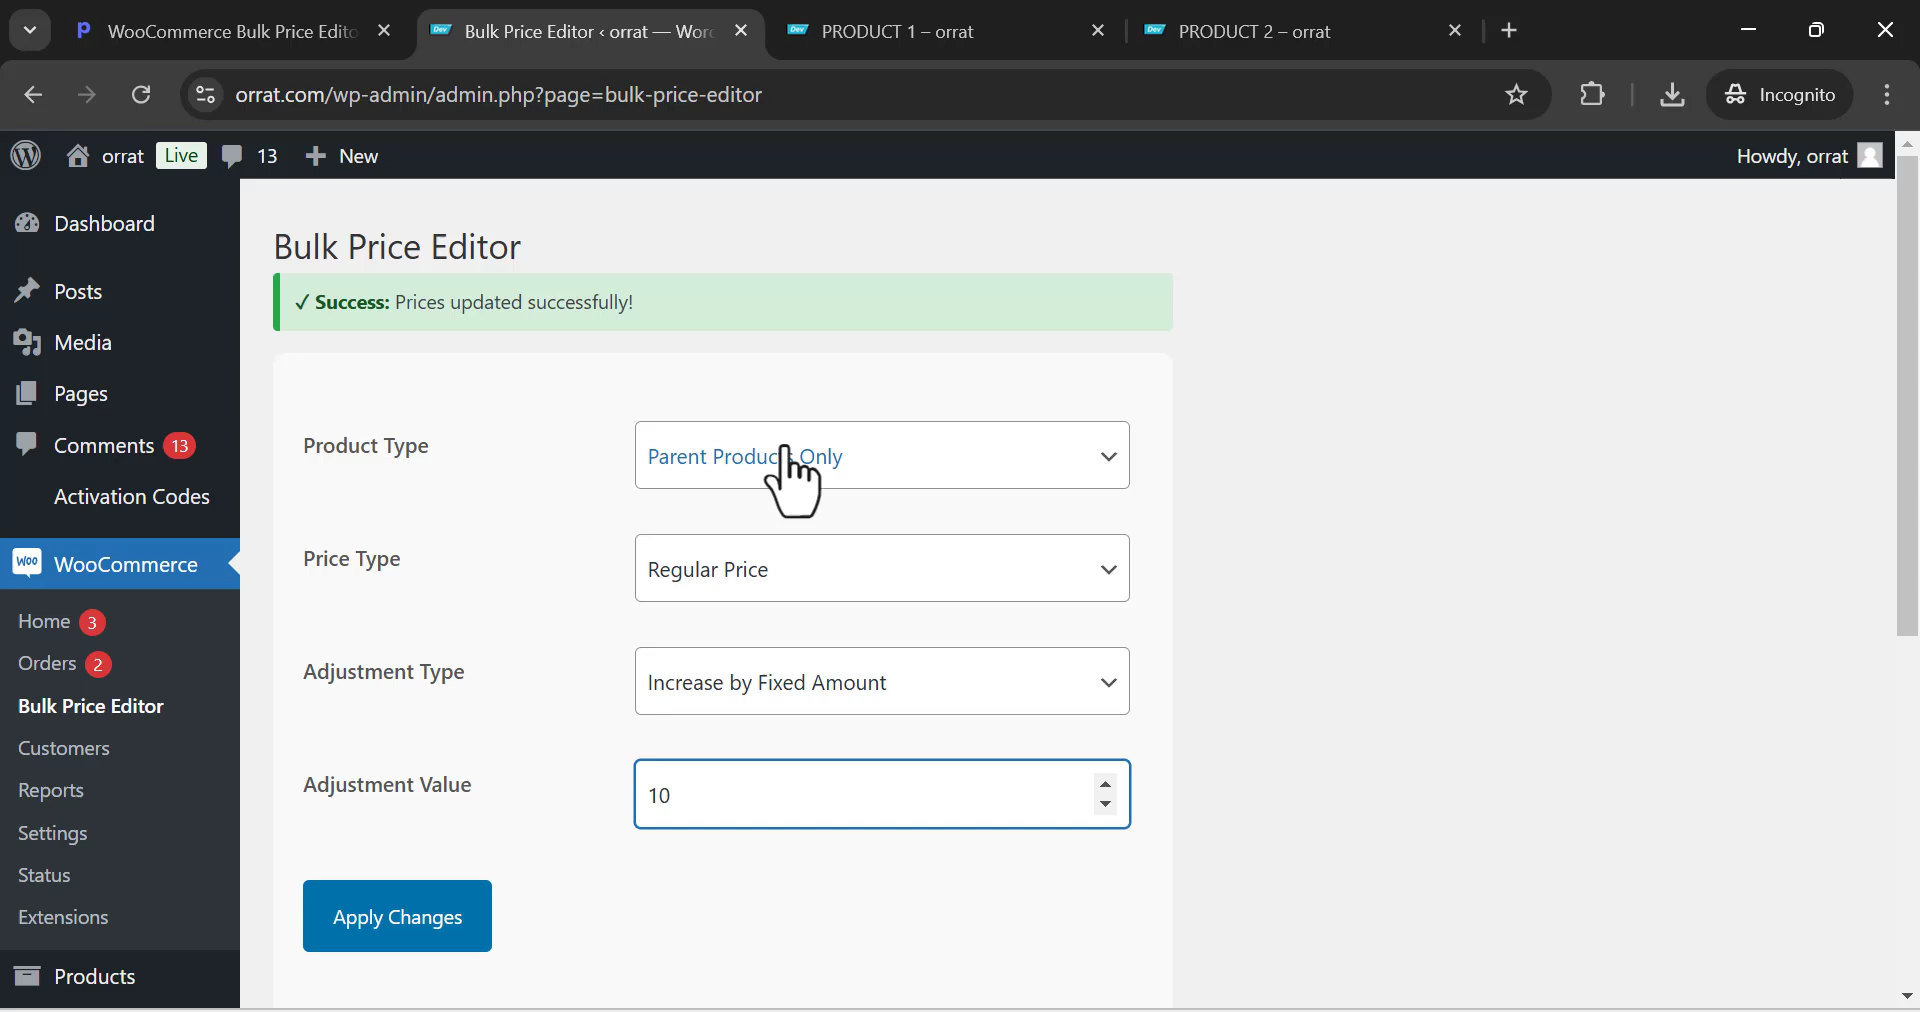 WooCommerce Bulk Price Edito
Bulk Price Editor ‹ orrat — Wor
PRODUCT 1 – orrat
PRODUCT 2 – orrat
orrat.com/wp-admin/admin.php?page=bulk-price-editor
Incognito
orrat Live 13 + New
Howdy, orrat
Dashboard
Posts
Media
Pages
Comments 13
Activation Codes
WooCommerce
Home 3
Orders 2
Bulk Price Editor
Customers
Reports
Settings
Status
Extensions
Products
Bulk Price Editor
✓ Success: Prices updated successfully!
Product Type
Parent Products Only
Price Type
Regular Price
Adjustment Type
Increase by Fixed Amount
Adjustment Value
10
Apply Changes